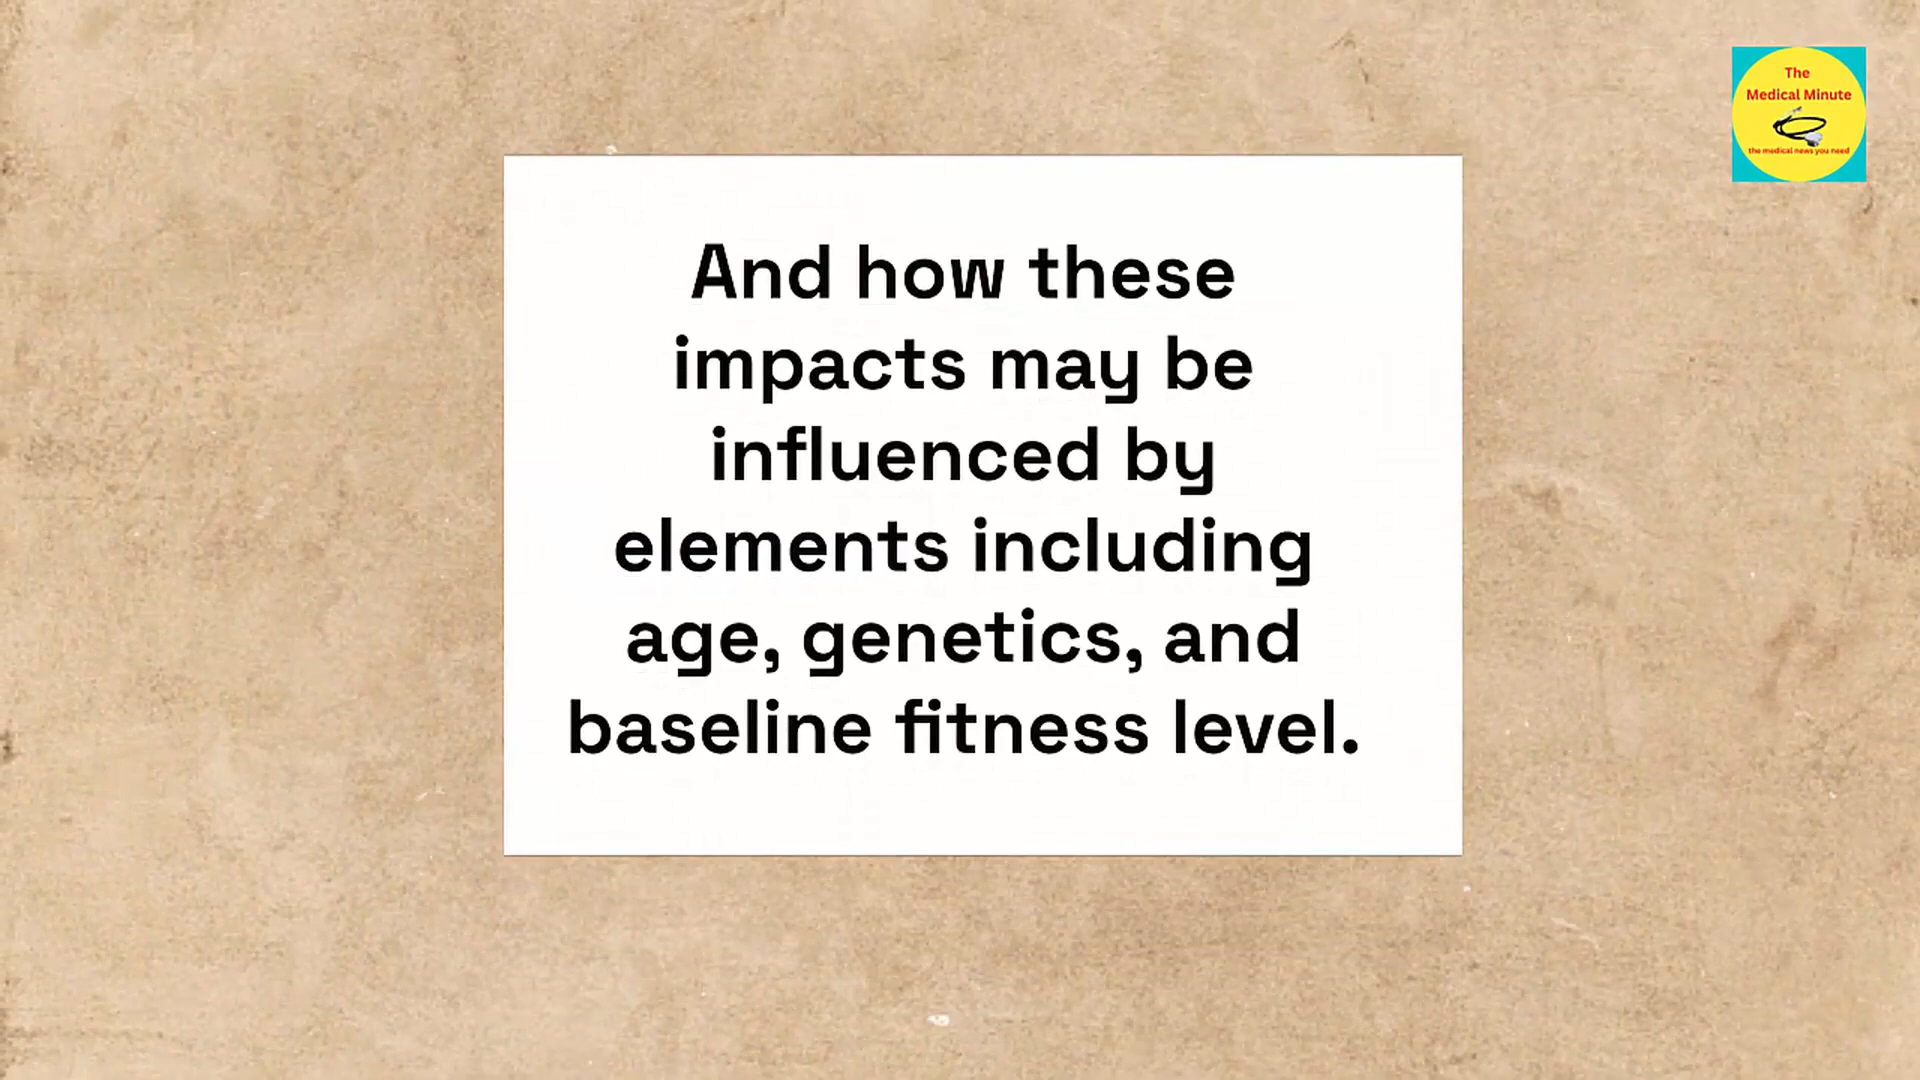 The
Medical Minute
the medical news you need
And how these
impacts may be
influenced by
elements including
age, genetics, and
baseline fitness level.